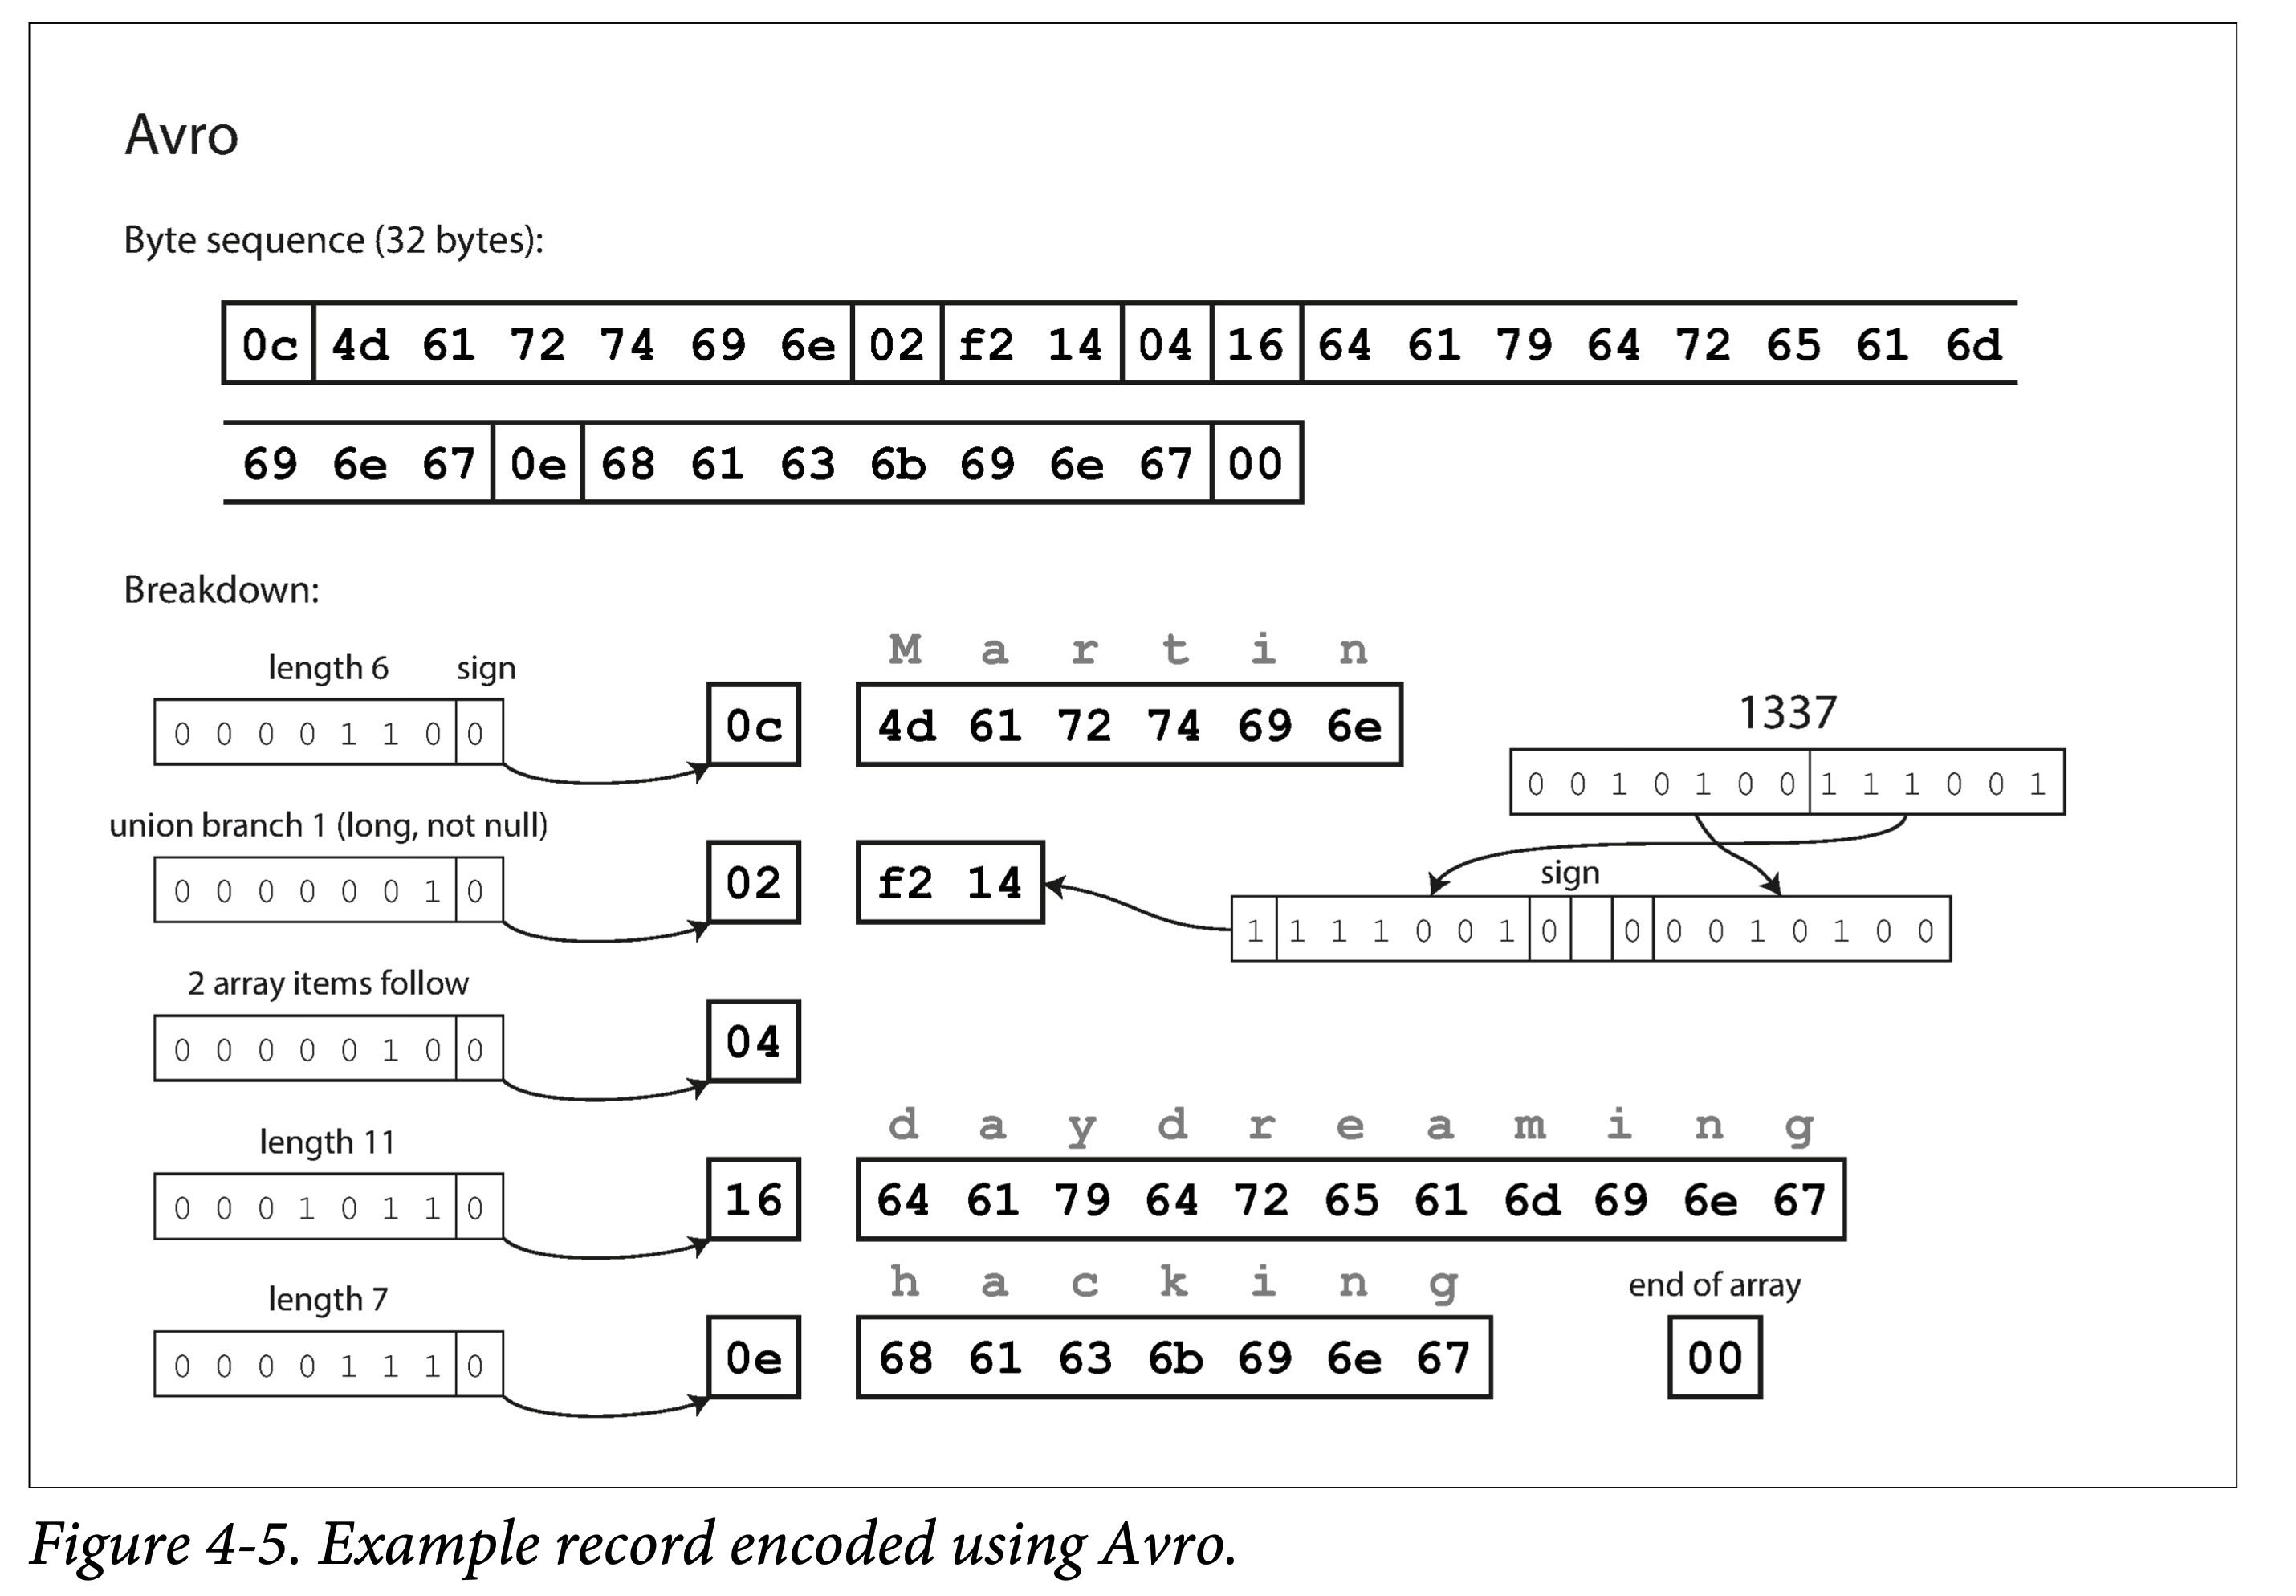 Avro
Byte sequence (32 bytes):
0c 4d 61 72 74 69 6e 02 f2 14 04 16 64 61 79 64 72 65 61 6d
69 6e 67 0e 68 61 63 6b 69 6e 67 00
Breakdown:
length 6 sign
0 0 0 0 1 1 0 0
0c
M a r t i n
4d 61 72 74 69 6e
1337
0 0 1 0 1 0 0 1 1 1 0 0 1
union branch 1 (long, not null)
0 0 0 0 0 0 1 0
02
f2 14
sign
1 1 1 1 0 0 1 0 0 0 0 1 0 1 0 0
2 array items follow
0 0 0 0 0 1 0 0
04
length 11
0 0 0 1 0 1 1 0
16
d a y d r e a m i n g
64 61 79 64 72 65 61 6d 69 6e 67
length 7
0 0 0 0 1 1 1 0
0e
h a c k i n g
68 61 63 6b 69 6e 67
end of array
00
Figure 4-5. Example record encoded using Avro.